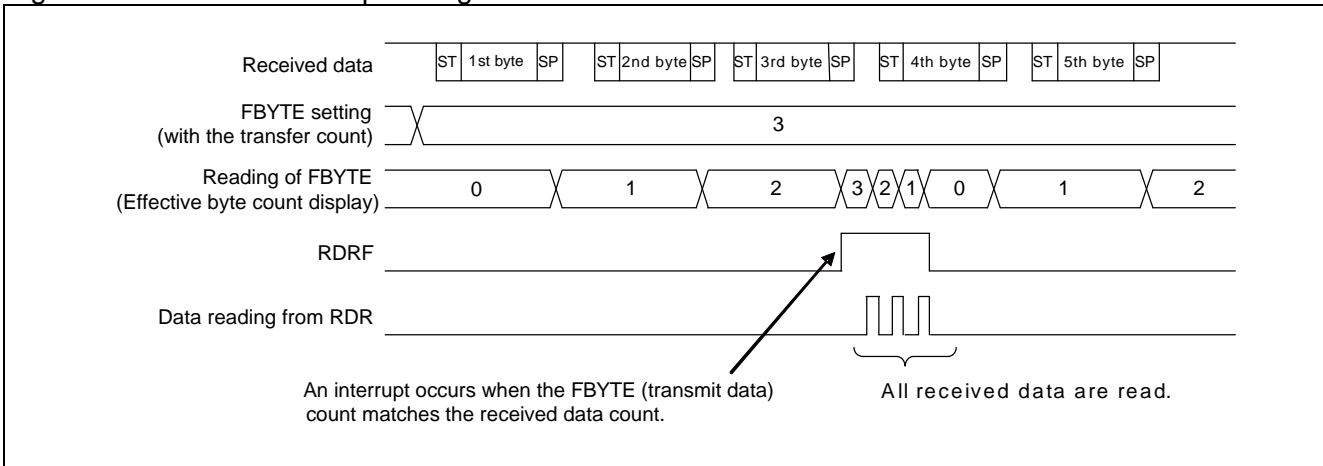 Received data
ST 1st byte SP ST 2nd byte SP ST 3rd byte SP ST 4th byte SP ST 5th byte SP
FBYTE setting
(with the transfer count)
3
Reading of FBYTE
(Effective byte count display)
0 1 2 3 2 1 0 1 2
RDRF
Data reading from RDR
An interrupt occurs when the FBYTE (transmit data)
count matches the received data count.
All received data are read.